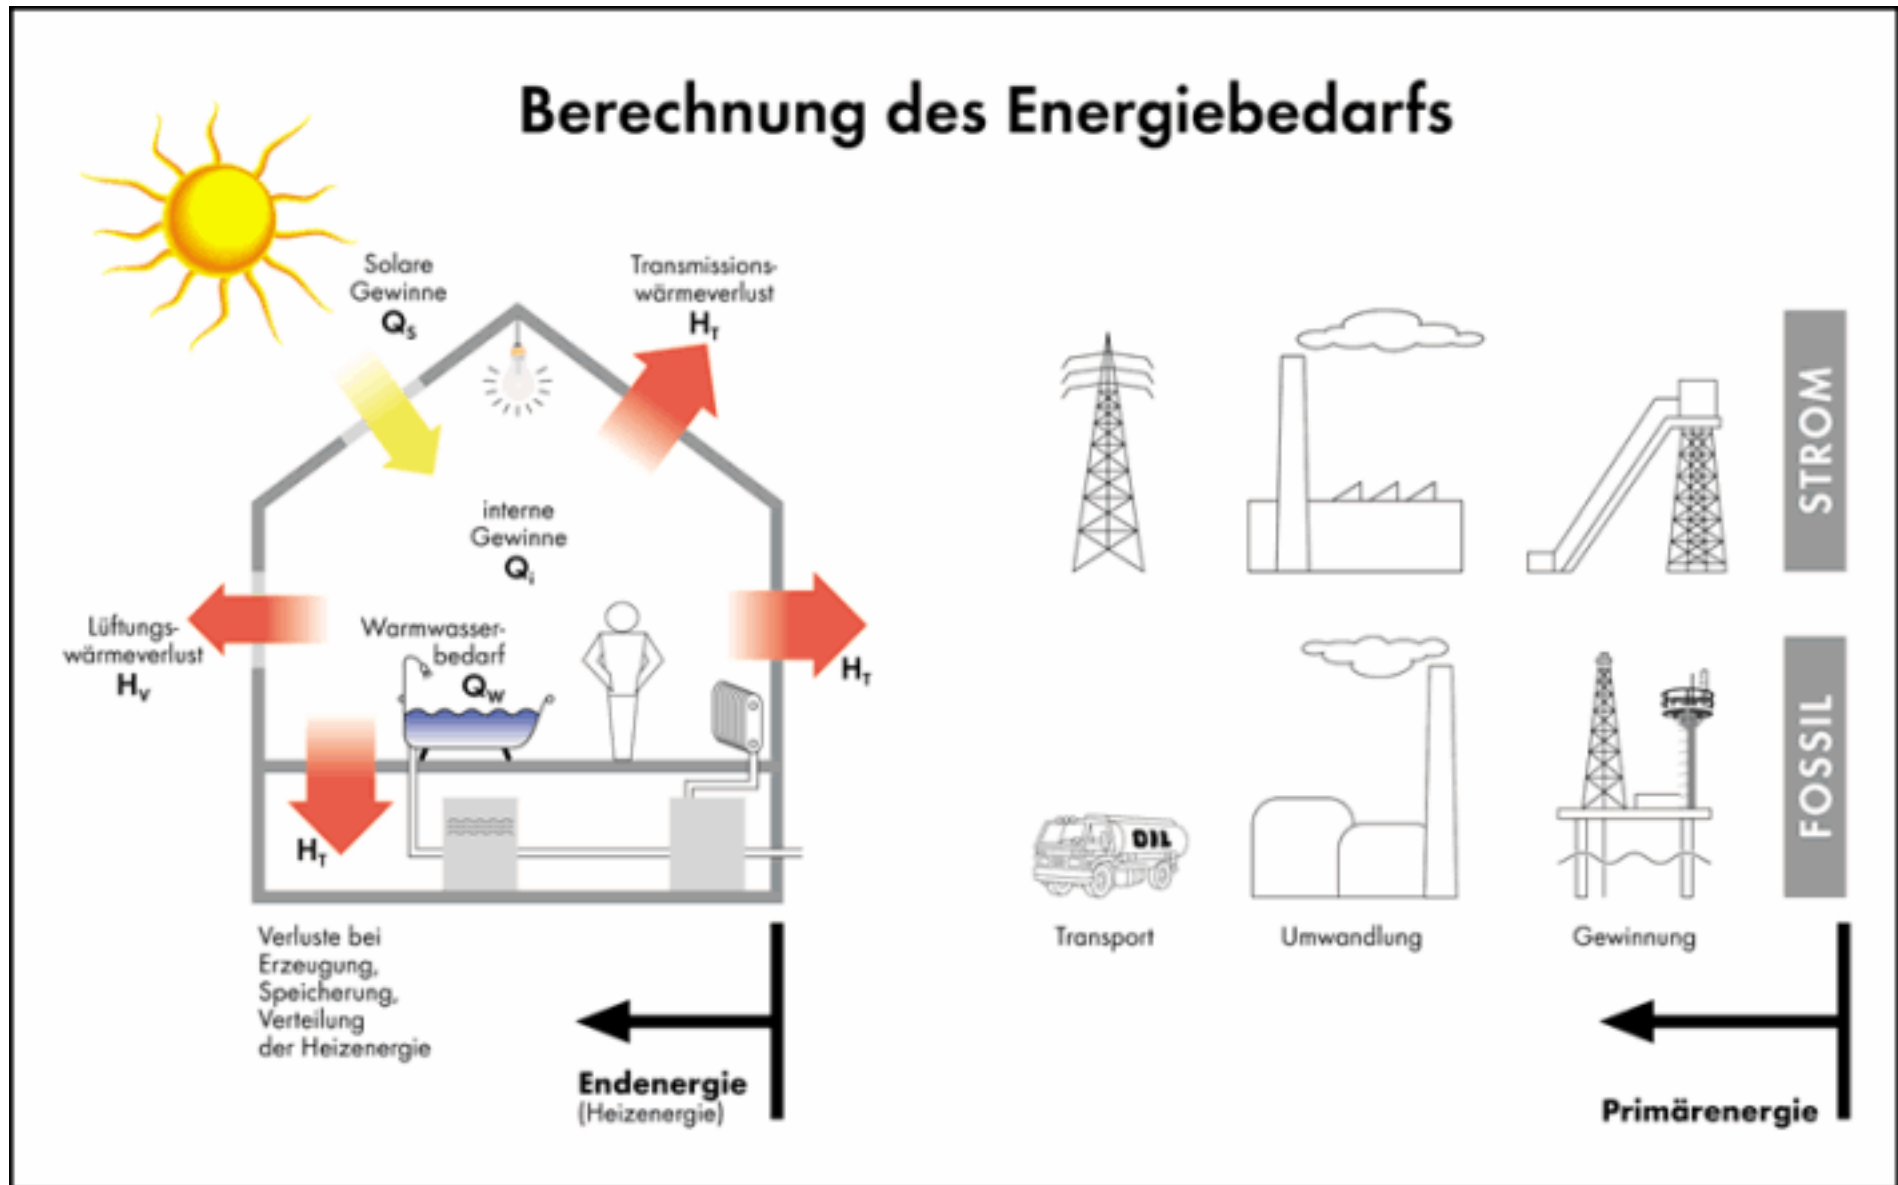 Berechnung des Energiebedarfs
Solare
Gewinne
Qs
Transmissions-
wärmeverlust
HT
interne
Gewinne
Qi
Lüftungs-
wärmeverlust
HV
Warmwasser-
bedarf
QW
HT
HT
STROM
FOSSIL
OIL
Transport
Umwandlung
Gewinnung
Verluste bei
Erzeugung,
Speicherung,
Verteilung
der Heizenergie
Endenergie
(Heizenergie)
Primärenergie